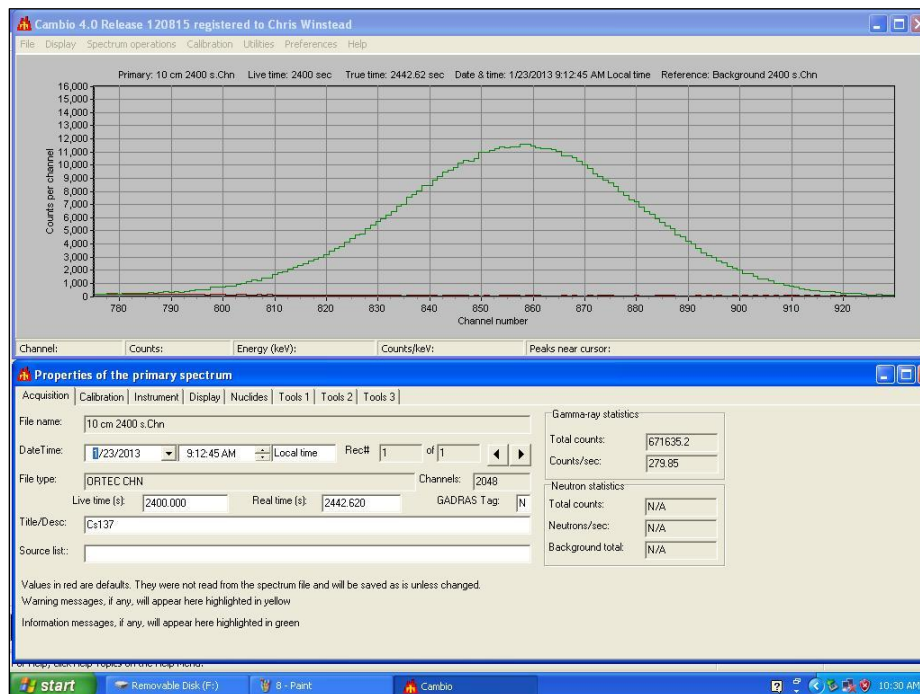 Cambio 4.0 Release 120815 registered to Chris Winstead
File Display Spectrum operations Calibration Utilities Preferences Help
Primary: 10 cm 2400 s.Chn Live time: 2400 sec True time: 2442.62 sec Date & time: 1/23/2013 9:12:45 AM Local time Reference: Background 2400 s.Chn
16,000
15,000
14,000
13,000
12,000
11,000
10,000
9,000
8,000
7,000
6,000
5,000
4,000
3,000
2,000
1,000
0
Counts per channel
780 790 800 810 820 830 840 850 860 870 880 890 900 910 920
Channel number
Channel: Counts: Energy (keV): Counts/keV: Peaks near cursor:
Properties of the primary spectrum
Acquisition Calibration Instrument Display Nuclides Tools 1 Tools 2 Tools 3
File name: 10 cm 2400 s.Chn
DateTime: 1/23/2013 9:12:45 AM Local time Rec# 1 of 1
File type: ORTEC CHN Channels: 2048
Live time (s): 2400.000 Real time (s): 2442.620 GADRAS Tag: N
Title/Desc: Cs137
Source list::
Gamma-ray statistics
Total counts: 671635.2
Counts/sec: 279.85
Neutron statistics
Total counts: N/A
Neutrons/sec: N/A
Background total: N/A
Values in red are defaults. They were not read from the spectrum file and will be saved as is unless changed.
Warning messages, if any, will appear here highlighted in yellow
Information messages, if any, will appear here highlighted in green
For Help, click Help Topics on the Help Menu.
start Removable Disk (F:) 8 - Paint Cambio 10:30 AM